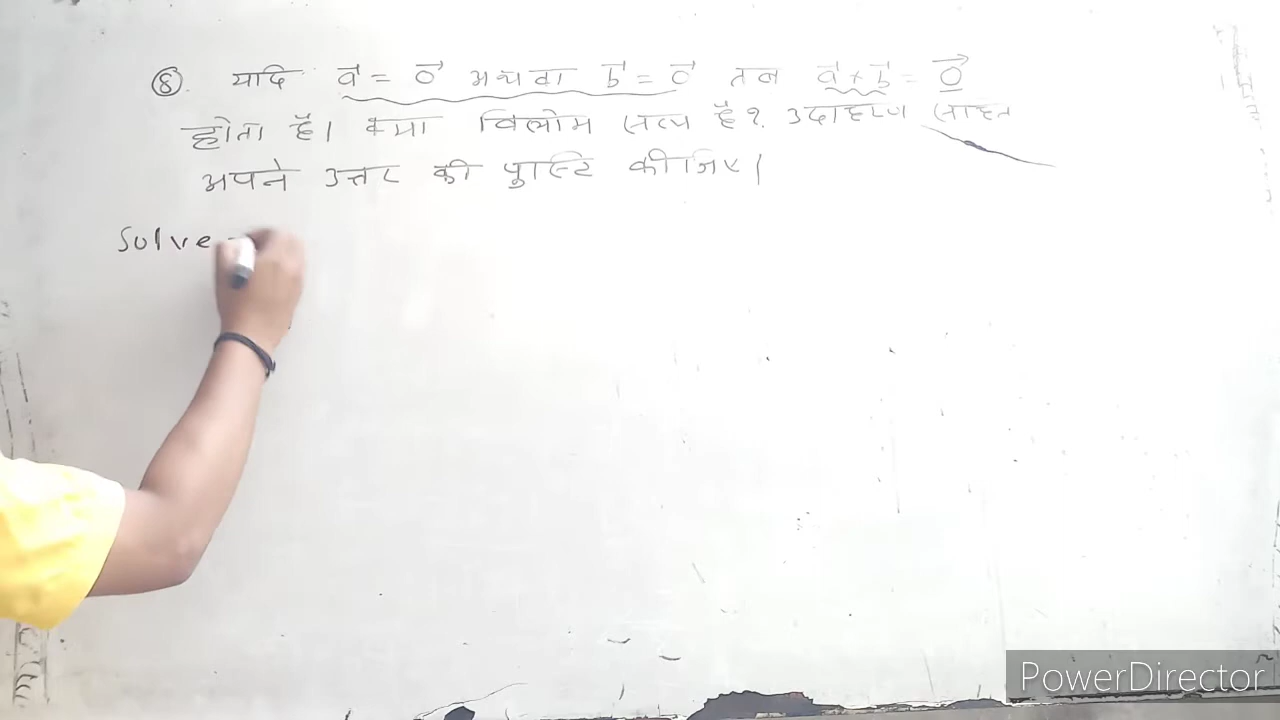 ⑧. यदि a⃗ = 0⃗ अथवा b⃗ = 0⃗ तब a⃗ + b⃗ = 0⃗
होता है। क्या विलोम सत्य है? उदाहरण सहित
अपने उत्तर की पुष्टि कीजिए।
Solve -
PowerDirector